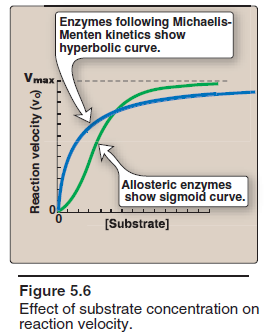 Enzymes following Michaelis-
Menten kinetics show
hyperbolic curve.
Vmax
Reaction velocity (vo)
Allosteric enzymes
show sigmoid curve.
0
0
[Substrate]
Figure 5.6
Effect of substrate concentration on
reaction velocity.